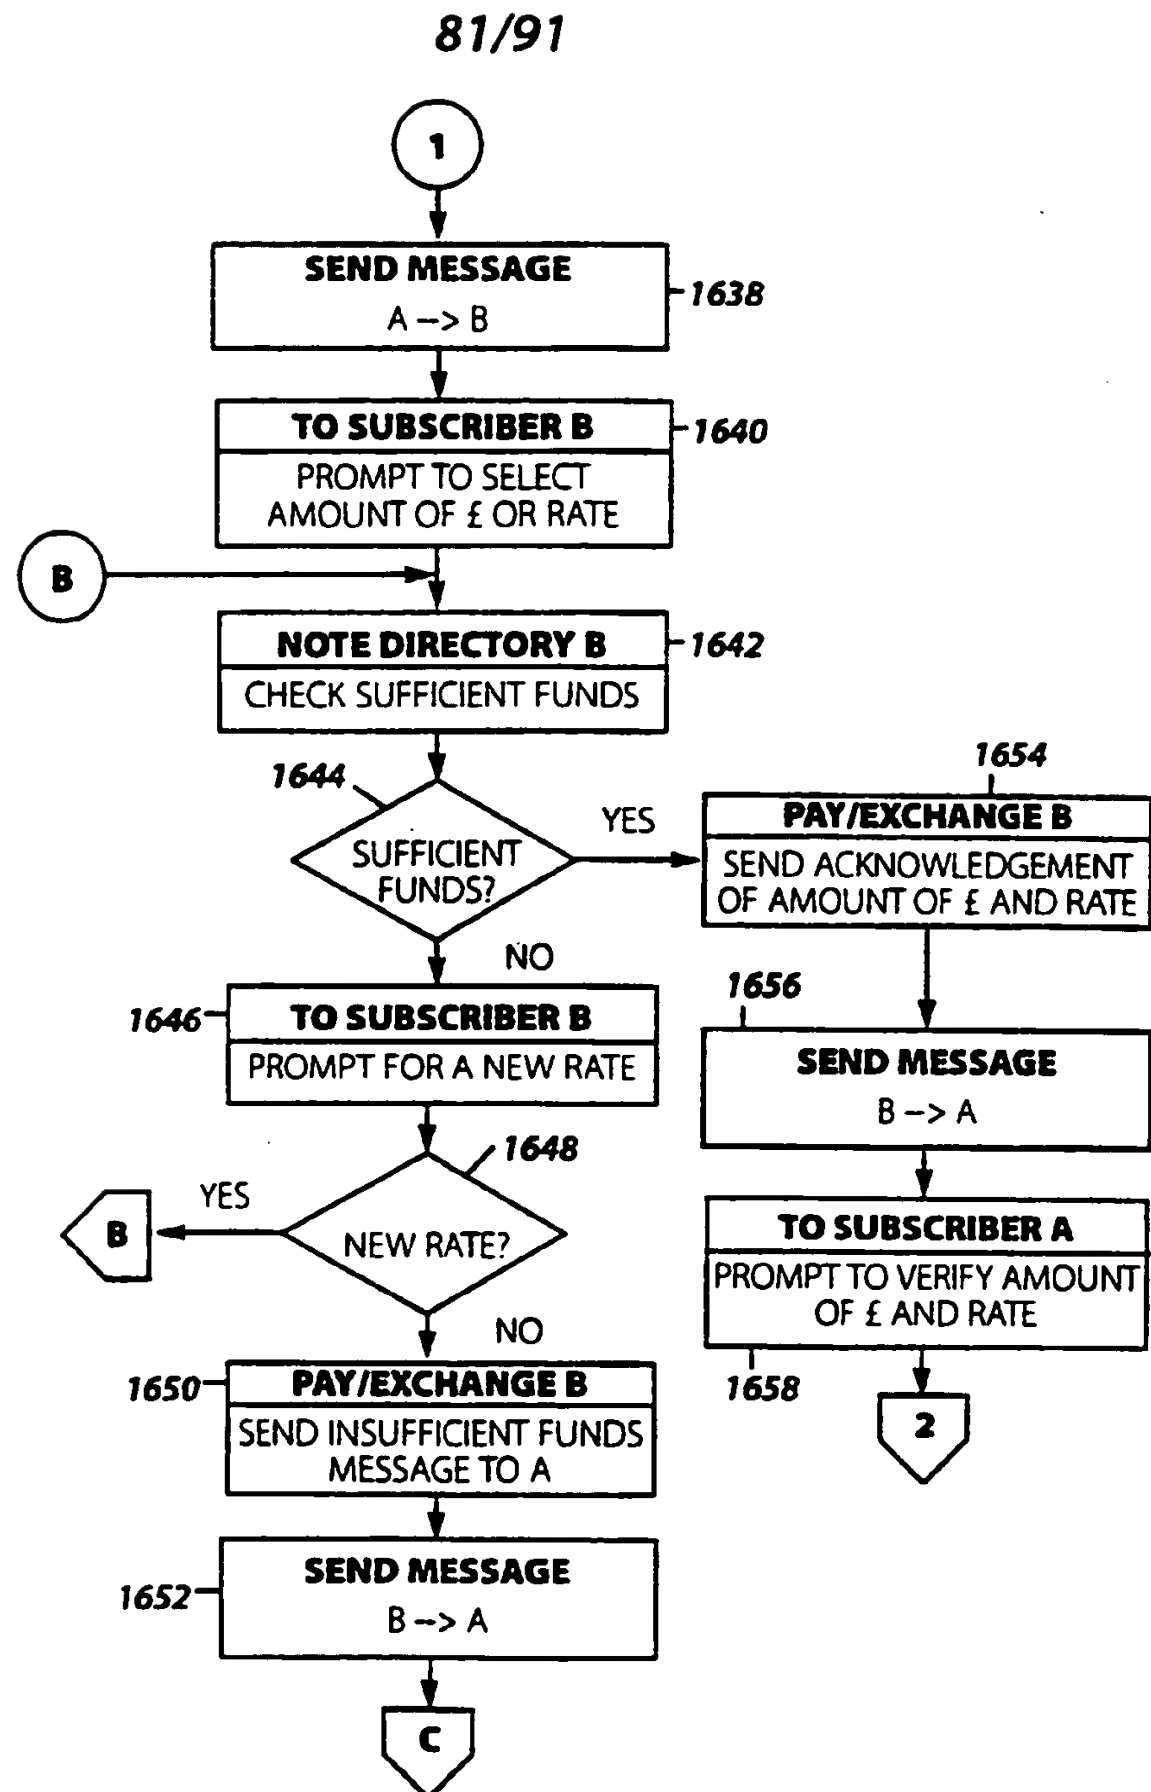 81/91
1
SEND MESSAGE
A --> B
1638
TO SUBSCRIBER B
1640
PROMPT TO SELECT
AMOUNT OF £ OR RATE
B
NOTE DIRECTORY B
1642
CHECK SUFFICIENT FUNDS
1644
SUFFICIENT
FUNDS?
YES
NO
1654
PAY/EXCHANGE B
SEND ACKNOWLEDGEMENT
OF AMOUNT OF £ AND RATE
1646
TO SUBSCRIBER B
PROMPT FOR A NEW RATE
1656
SEND MESSAGE
B --> A
1648
NEW RATE?
YES
B
NO
TO SUBSCRIBER A
PROMPT TO VERIFY AMOUNT
OF £ AND RATE
1658
2
1650
PAY/EXCHANGE B
SEND INSUFFICIENT FUNDS
MESSAGE TO A
SEND MESSAGE
1652
B --> A
C